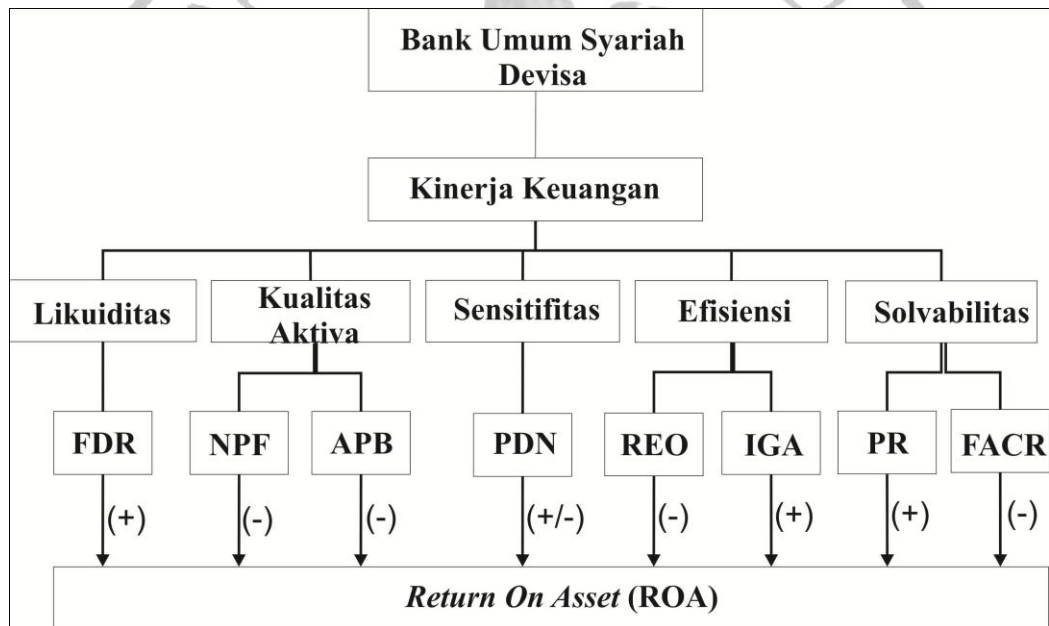 Bank Umum Syariah
Devisa
Kinerja Keuangan
Likuiditas
Kualitas
Aktiva
Sensitifitas
Efisiensi
Solvabilitas
FDR
NPF
APB
PDN
REO
IGA
PR
FACR
(+)
(-)
(-)
(+/-)
(-)
(+)
(+)
(-)
Return On Asset (ROA)